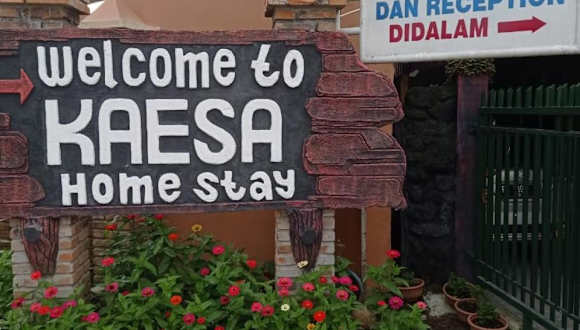 DAN RECEPTION
DIDALAM
welcome to
KAESA
Home stay